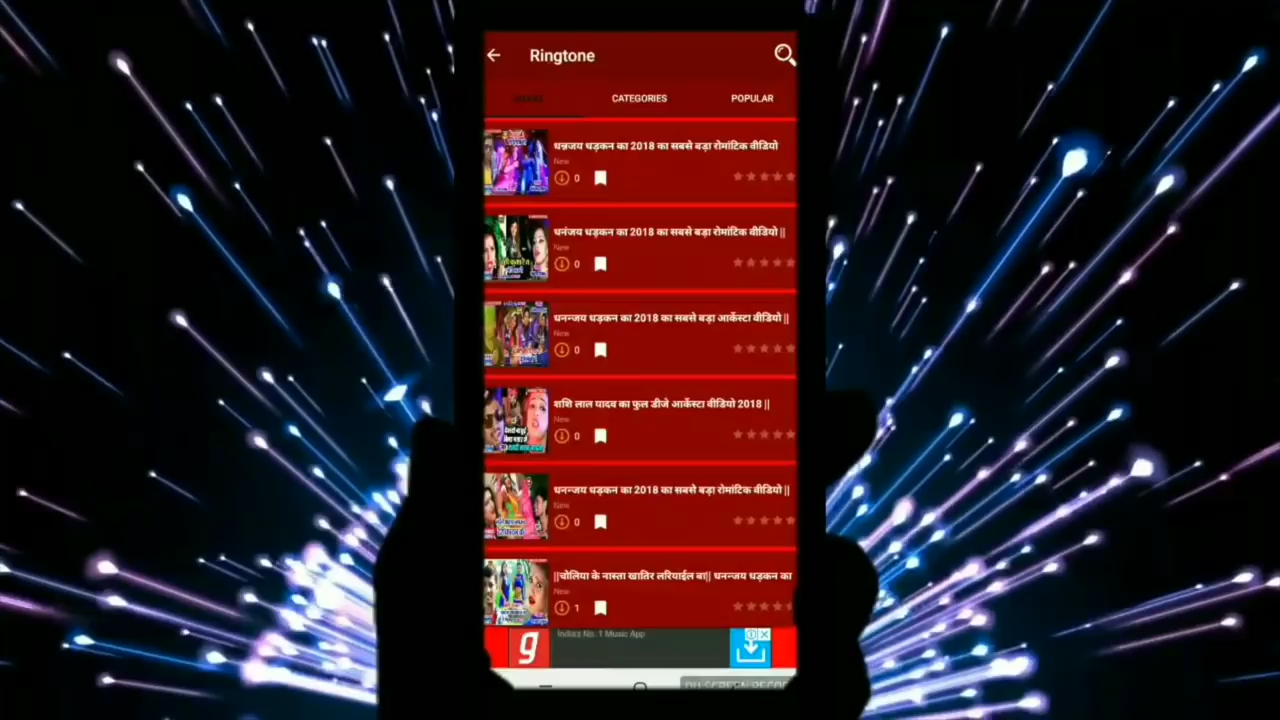 Ringtone
CATEGORIES
POPULAR
धन्नजय धड़कन का 2018 का सबसे बड़ा रोमांटिक वीडियो
New
0
धनंजय धड़कन का 2018 का सबसे बड़ा रोमांटिक वीडियो ||
New
0
धनन्जय धड़कन का 2018 का सबसे बड़ा आर्केस्टा वीडियो ||
New
0
शशि लाल यादव का फुल डीजे आर्केस्टा वीडियो 2018 ||
New
0
धनन्जय धड़कन का 2018 का सबसे बड़ा रोमांटिक वीडियो ||
New
0
||चोलिया के नास्ता खातिर लरियाईल बा|| धनन्जय धड़कन का
New
1
g
India's No. 1 Music App